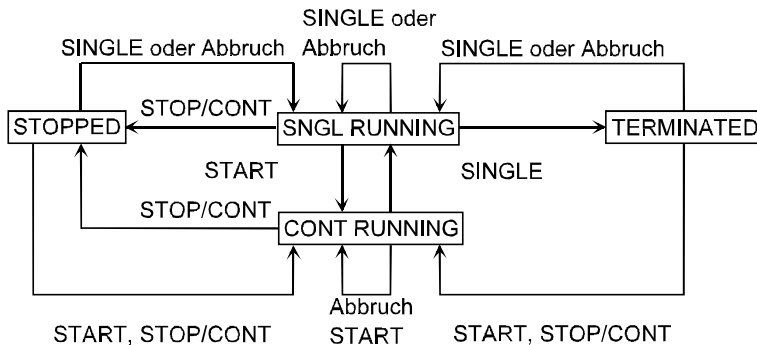 SINGLE oder
Abbruch
SINGLE oder Abbruch
SINGLE oder Abbruch
STOP/CONT
STOPPED
SNGL RUNNING
TERMINATED
START
SINGLE
STOP/CONT
CONT RUNNING
Abbruch
START
START, STOP/CONT
START, STOP/CONT